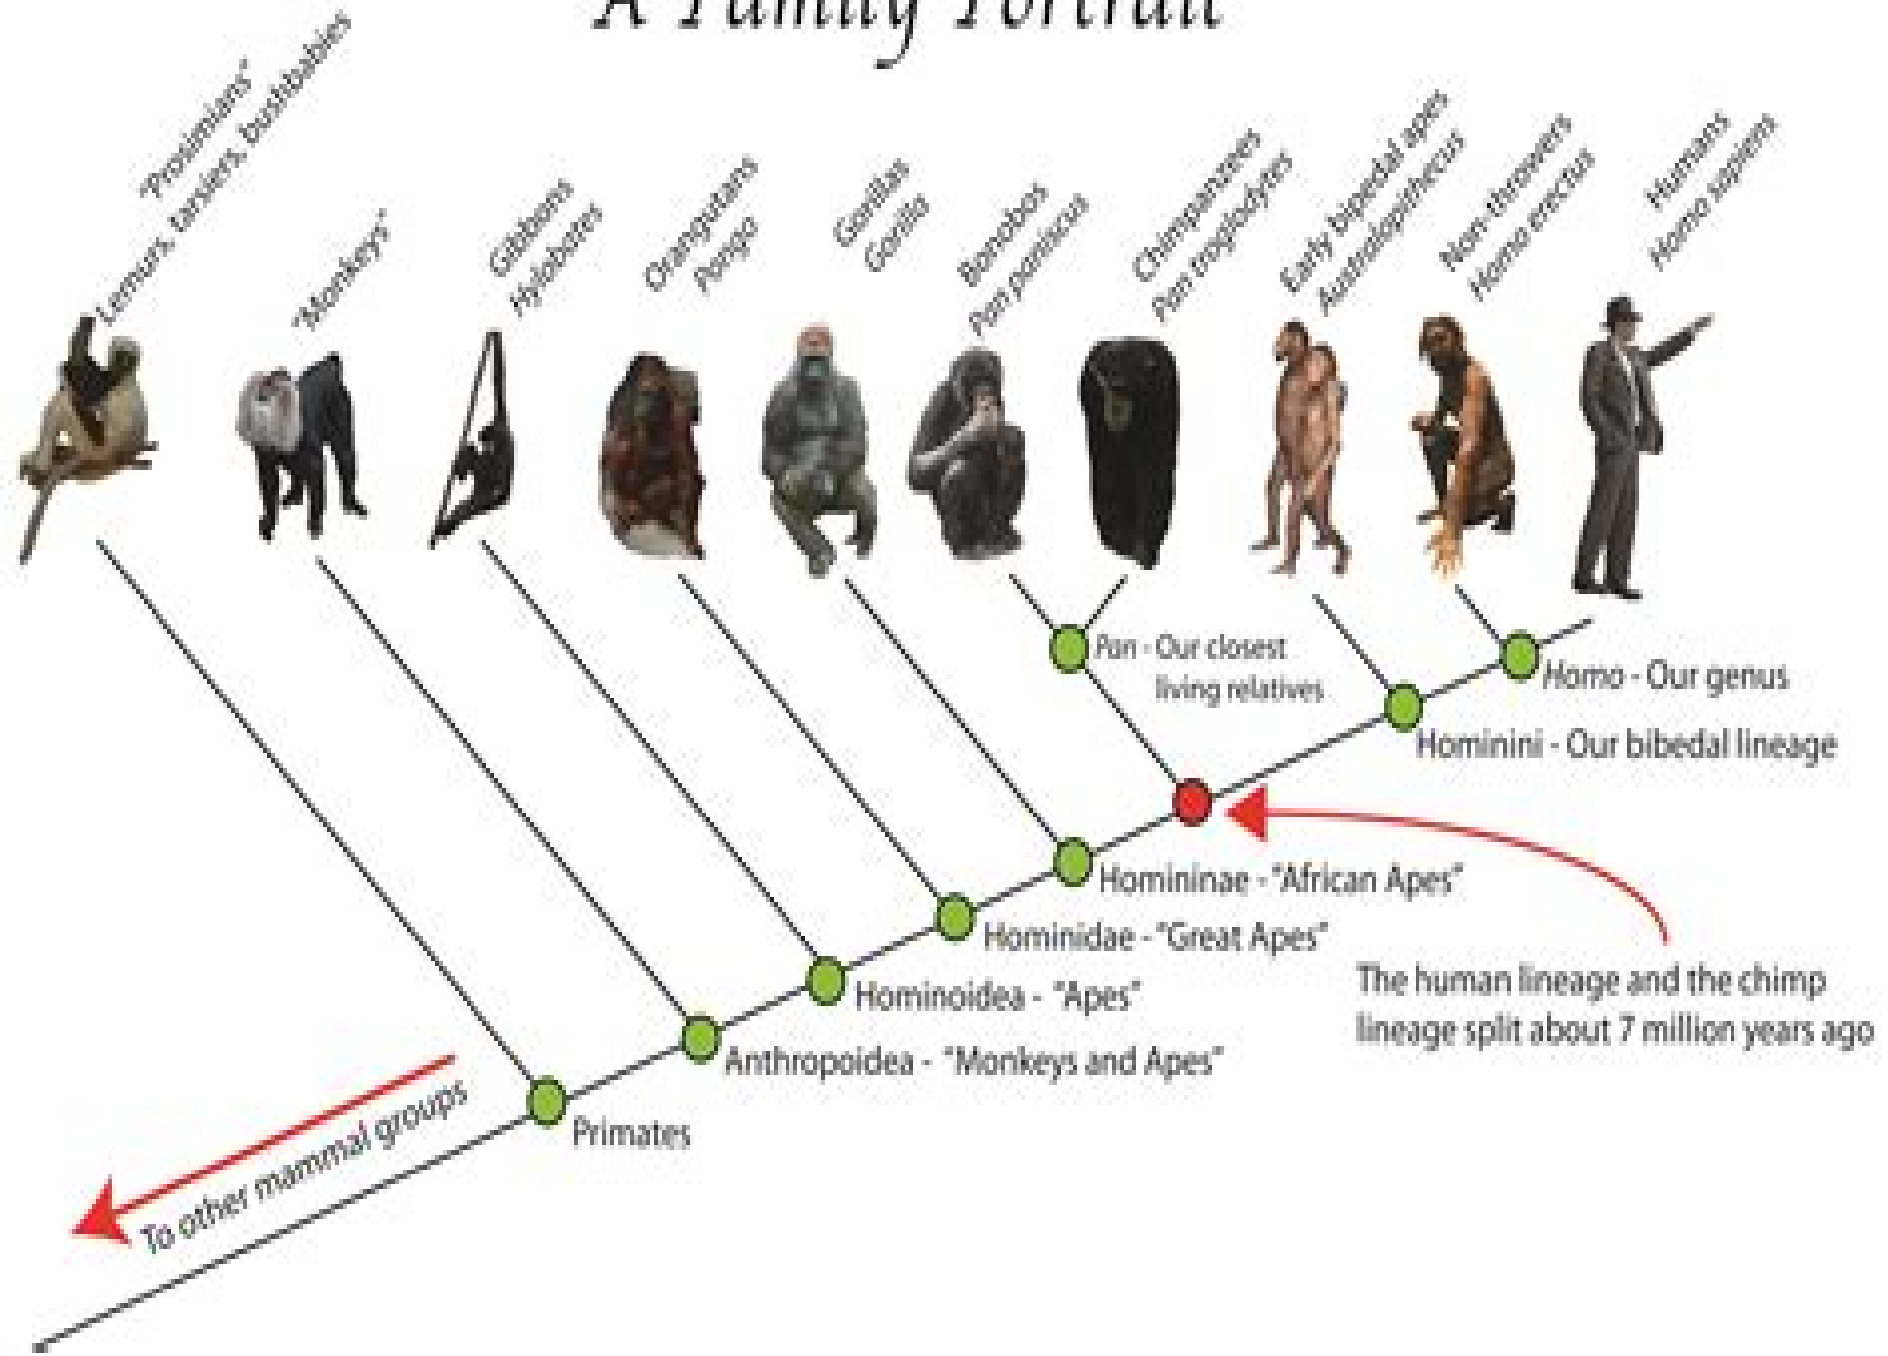 A Family Portrait
"Prosimians"
Lemurs, tarsiers, bushbabies
"Monkeys"
Gibbons
Hylobates
Orangutans
Pongo
Gorillas
Gorilla
Bonobos
Pan paniscus
Chimpanzees
Pan troglodytes
Early bipedal apes
Australopithecus
Non-throwers
Homo erectus
Humans
Homo sapiens
Pan - Our closest
living relatives
Homo - Our genus
Hominini - Our bibedal lineage
Homininae - "African Apes"
Hominidae - "Great Apes"
Hominoidea - "Apes"
Anthropoidea - "Monkeys and Apes"
Primates
The human lineage and the chimp
lineage split about 7 million years ago
To other mammal groups